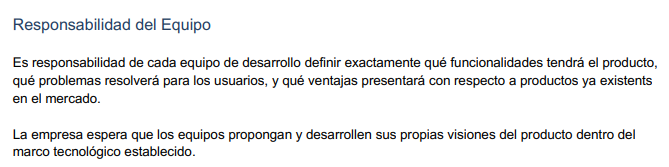 Responsabilidad del Equipo
Es responsabilidad de cada equipo de desarrollo definir exactamente qué funcionalidades tendrá el producto,
qué problemas resolverá para los usuarios, y qué ventajas presentará con respecto a productos ya existents
en el mercado.
La empresa espera que los equipos propongan y desarrollen sus propias visiones del producto dentro del
marco tecnológico establecido.